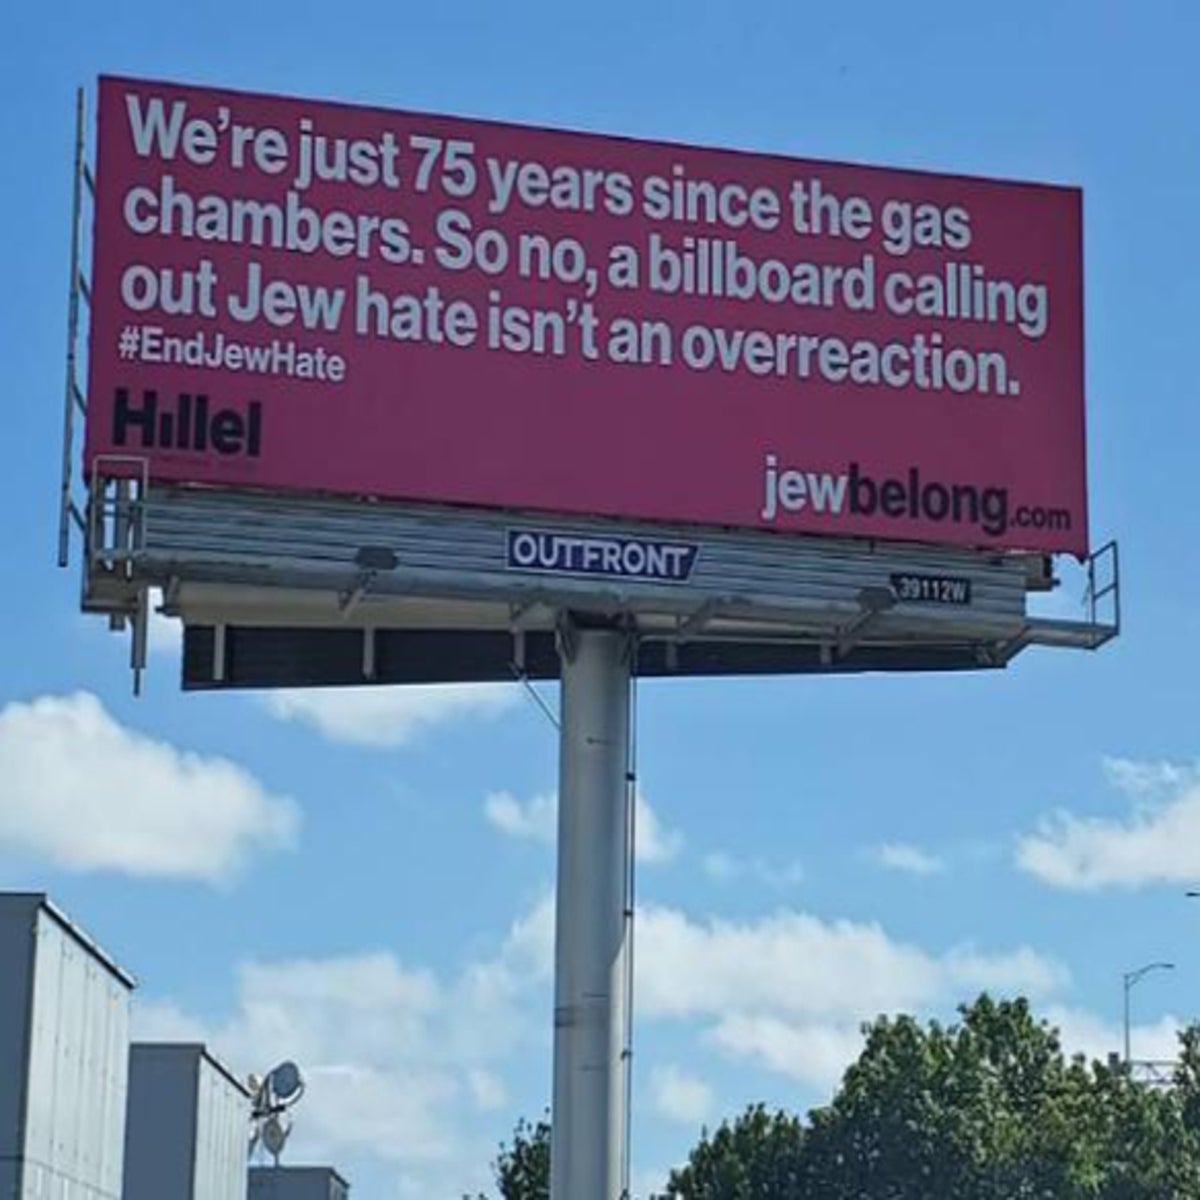 We're just 75 years since the gas
chambers. So no, a billboard calling
out Jew hate isn't an overreaction.
#EndJewHate
Hillel
jewbelong.com
OUTFRONT
39112W